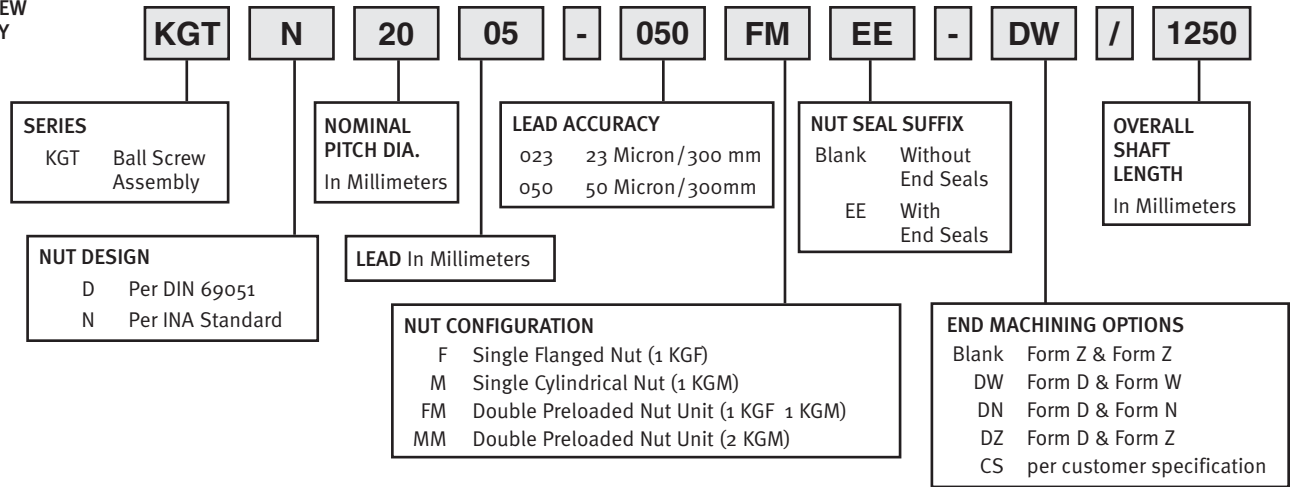 KGT N 20 05 - 050 FM EE - DW / 1250
SERIES
KGT Ball Screw
Assembly
NOMINAL
PITCH DIA.
In Millimeters
LEAD ACCURACY
023 23 Micron/300 mm
050 50 Micron/300mm
NUT SEAL SUFFIX
Blank Without
End Seals
EE With
End Seals
OVERALL
SHAFT
LENGTH
In Millimeters
NUT DESIGN
D Per DIN 69051
N Per INA Standard
LEAD In Millimeters
NUT CONFIGURATION
F Single Flanged Nut (1 KGF)
M Single Cylindrical Nut (1 KGM)
FM Double Preloaded Nut Unit (1 KGF 1 KGM)
MM Double Preloaded Nut Unit (2 KGM)
END MACHINING OPTIONS
Blank Form Z & Form Z
DW Form D & Form W
DN Form D & Form N
DZ Form D & Form Z
CS per customer specification